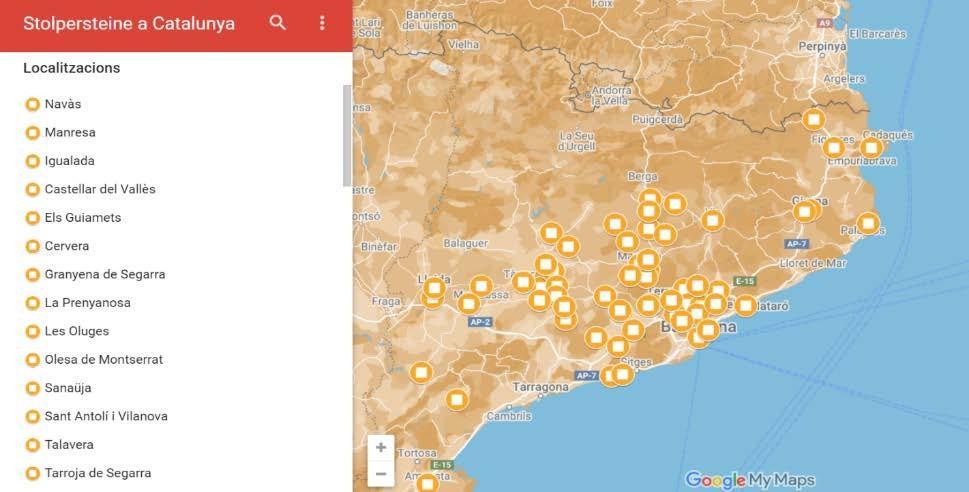 Stolpersteine a Catalunya
Localitzacions
Navàs
Manresa
Igualada
Castellar del Vallès
Els Guiamets
Cervera
Granyena de Segarra
La Prenyanosa
Les Oluges
Olesa de Montserrat
Sanaüja
Sant Antolí i Vilanova
Talavera
Tarroja de Segarra
Foix
Banheras
de Luishon
Vielha
A9
El Barcarès
Perpinyà
Argelers
Andorra
la Vella
Puigcerdà
La Seu
d'Urgell
Cadaqués
Empuriabrava
Berga
Binéfar
Balaguer
AP-7
Lloret de Mar
Fraga
E-15
AP-2
Sitges
AP-7
Tarragona
Cambrils
Tortosa
E-15
+
−
Google My Maps